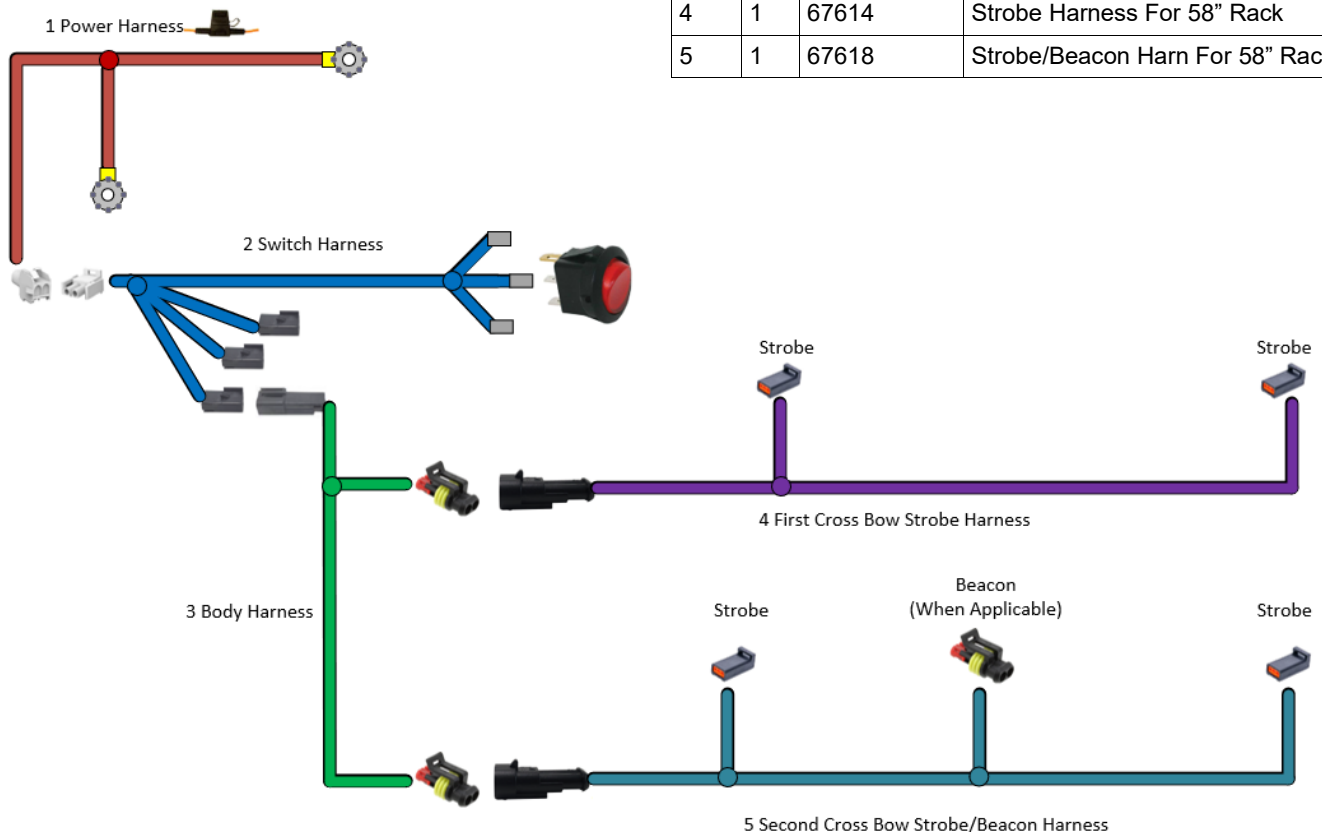 1 Power Harness
4 1 67614 Strobe Harness For 58” Rack
5 1 67618 Strobe/Beacon Harn For 58” Rac
2 Switch Harness
Strobe
Strobe
4 First Cross Bow Strobe Harness
3 Body Harness
Strobe
Beacon
(When Applicable)
Strobe
5 Second Cross Bow Strobe/Beacon Harness